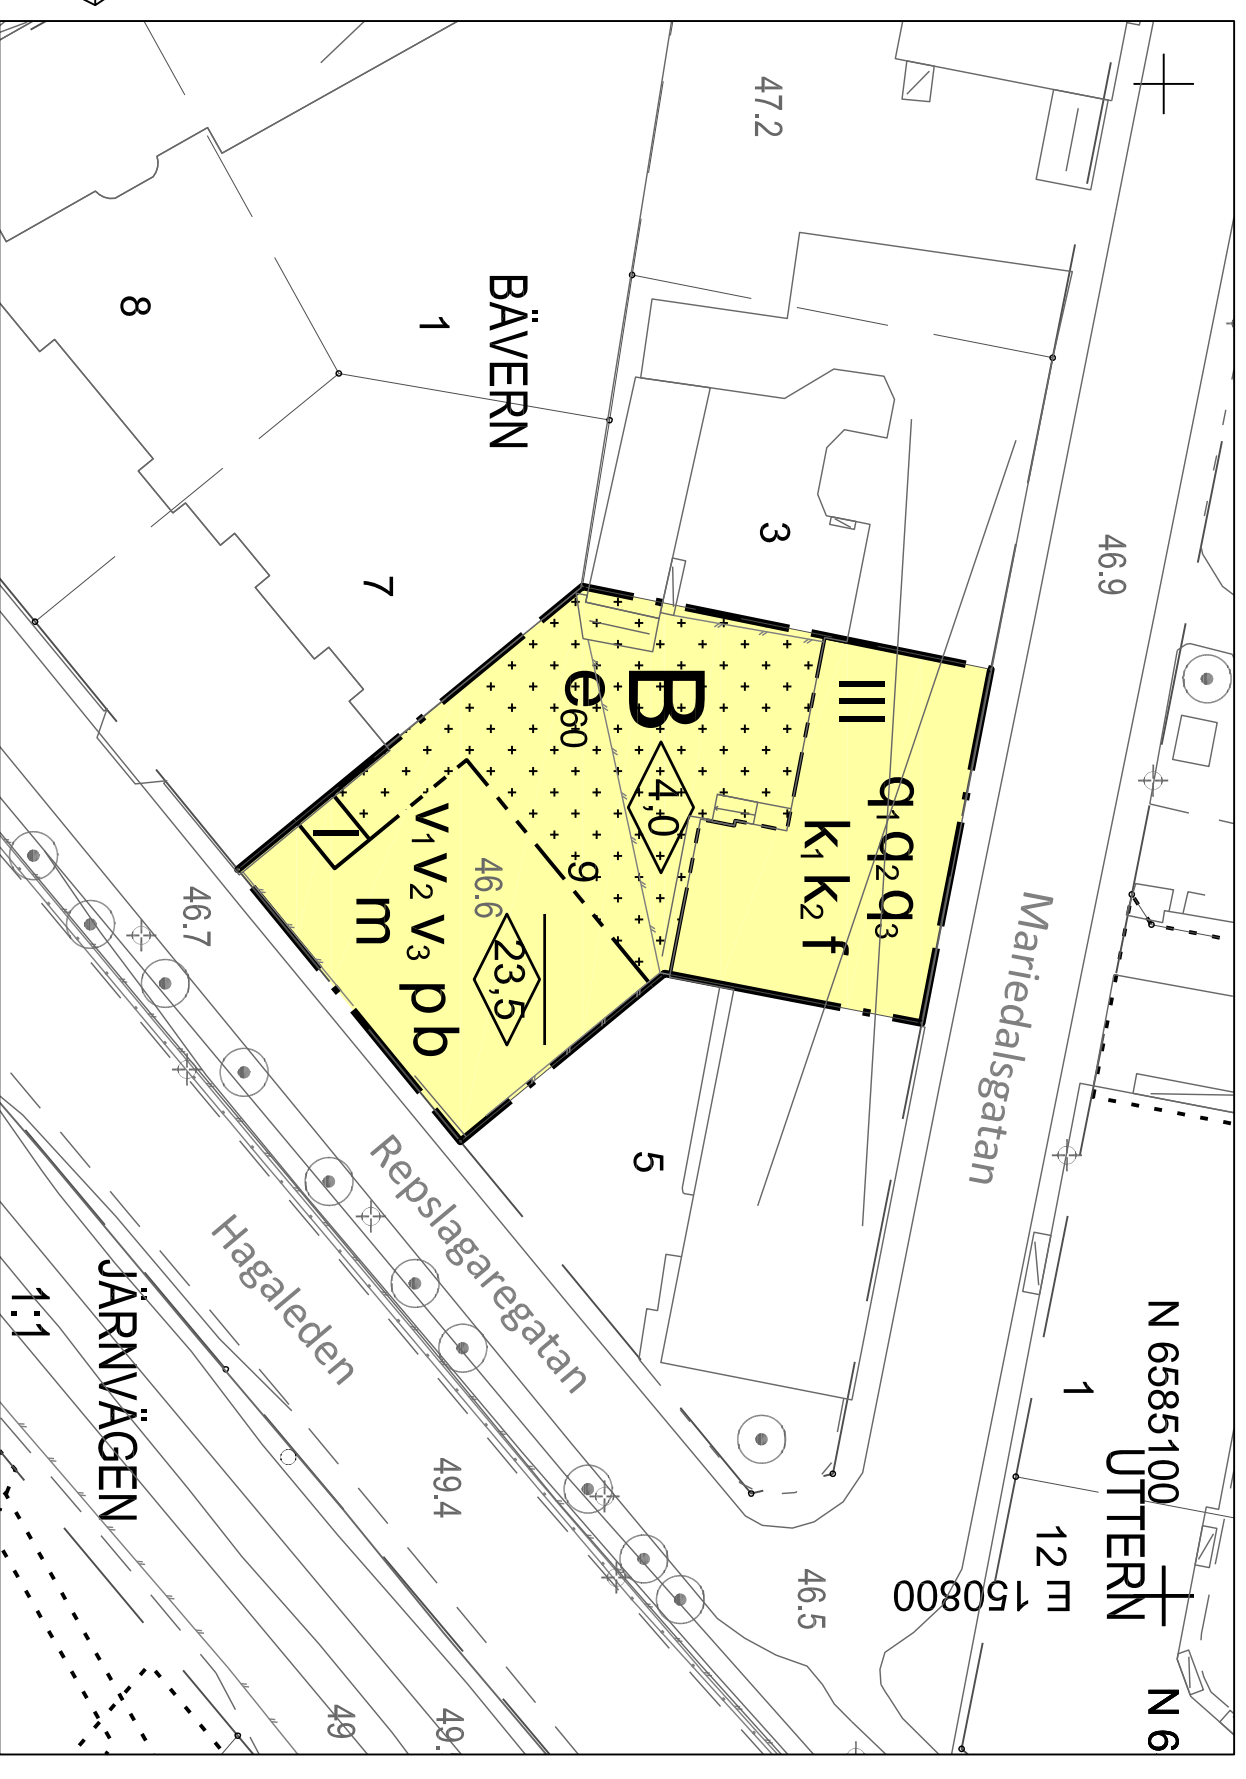 47.2
46.9
BÄVERN
1
8
3
7
III
B
e60
4,0
q1 q2 q3
k1 k2 f
9
I
v1 v2 v3 p b
m
46.6
23,5
46.7
Mariedalsgatan
5
Repslagaregatan
Hagaleden
JÄRNVÄGEN
1:1
N 6585100
1
UTTERN
12
E 150800
49.4
46.5
N 6
49
49.